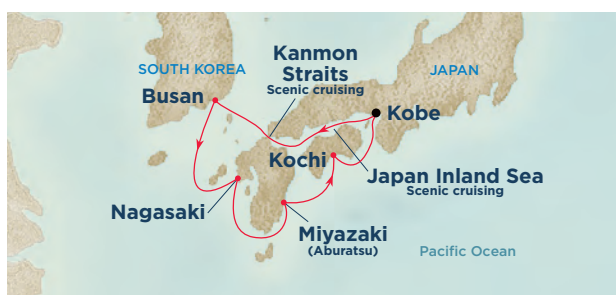 Kanmon
Straits
Scenic cruising
SOUTH KOREA
JAPAN
Busan
Kobe
Kochi
Japan Inland Sea
Scenic cruising
Nagasaki
Miyazaki
(Aburatsu)
Pacific Ocean